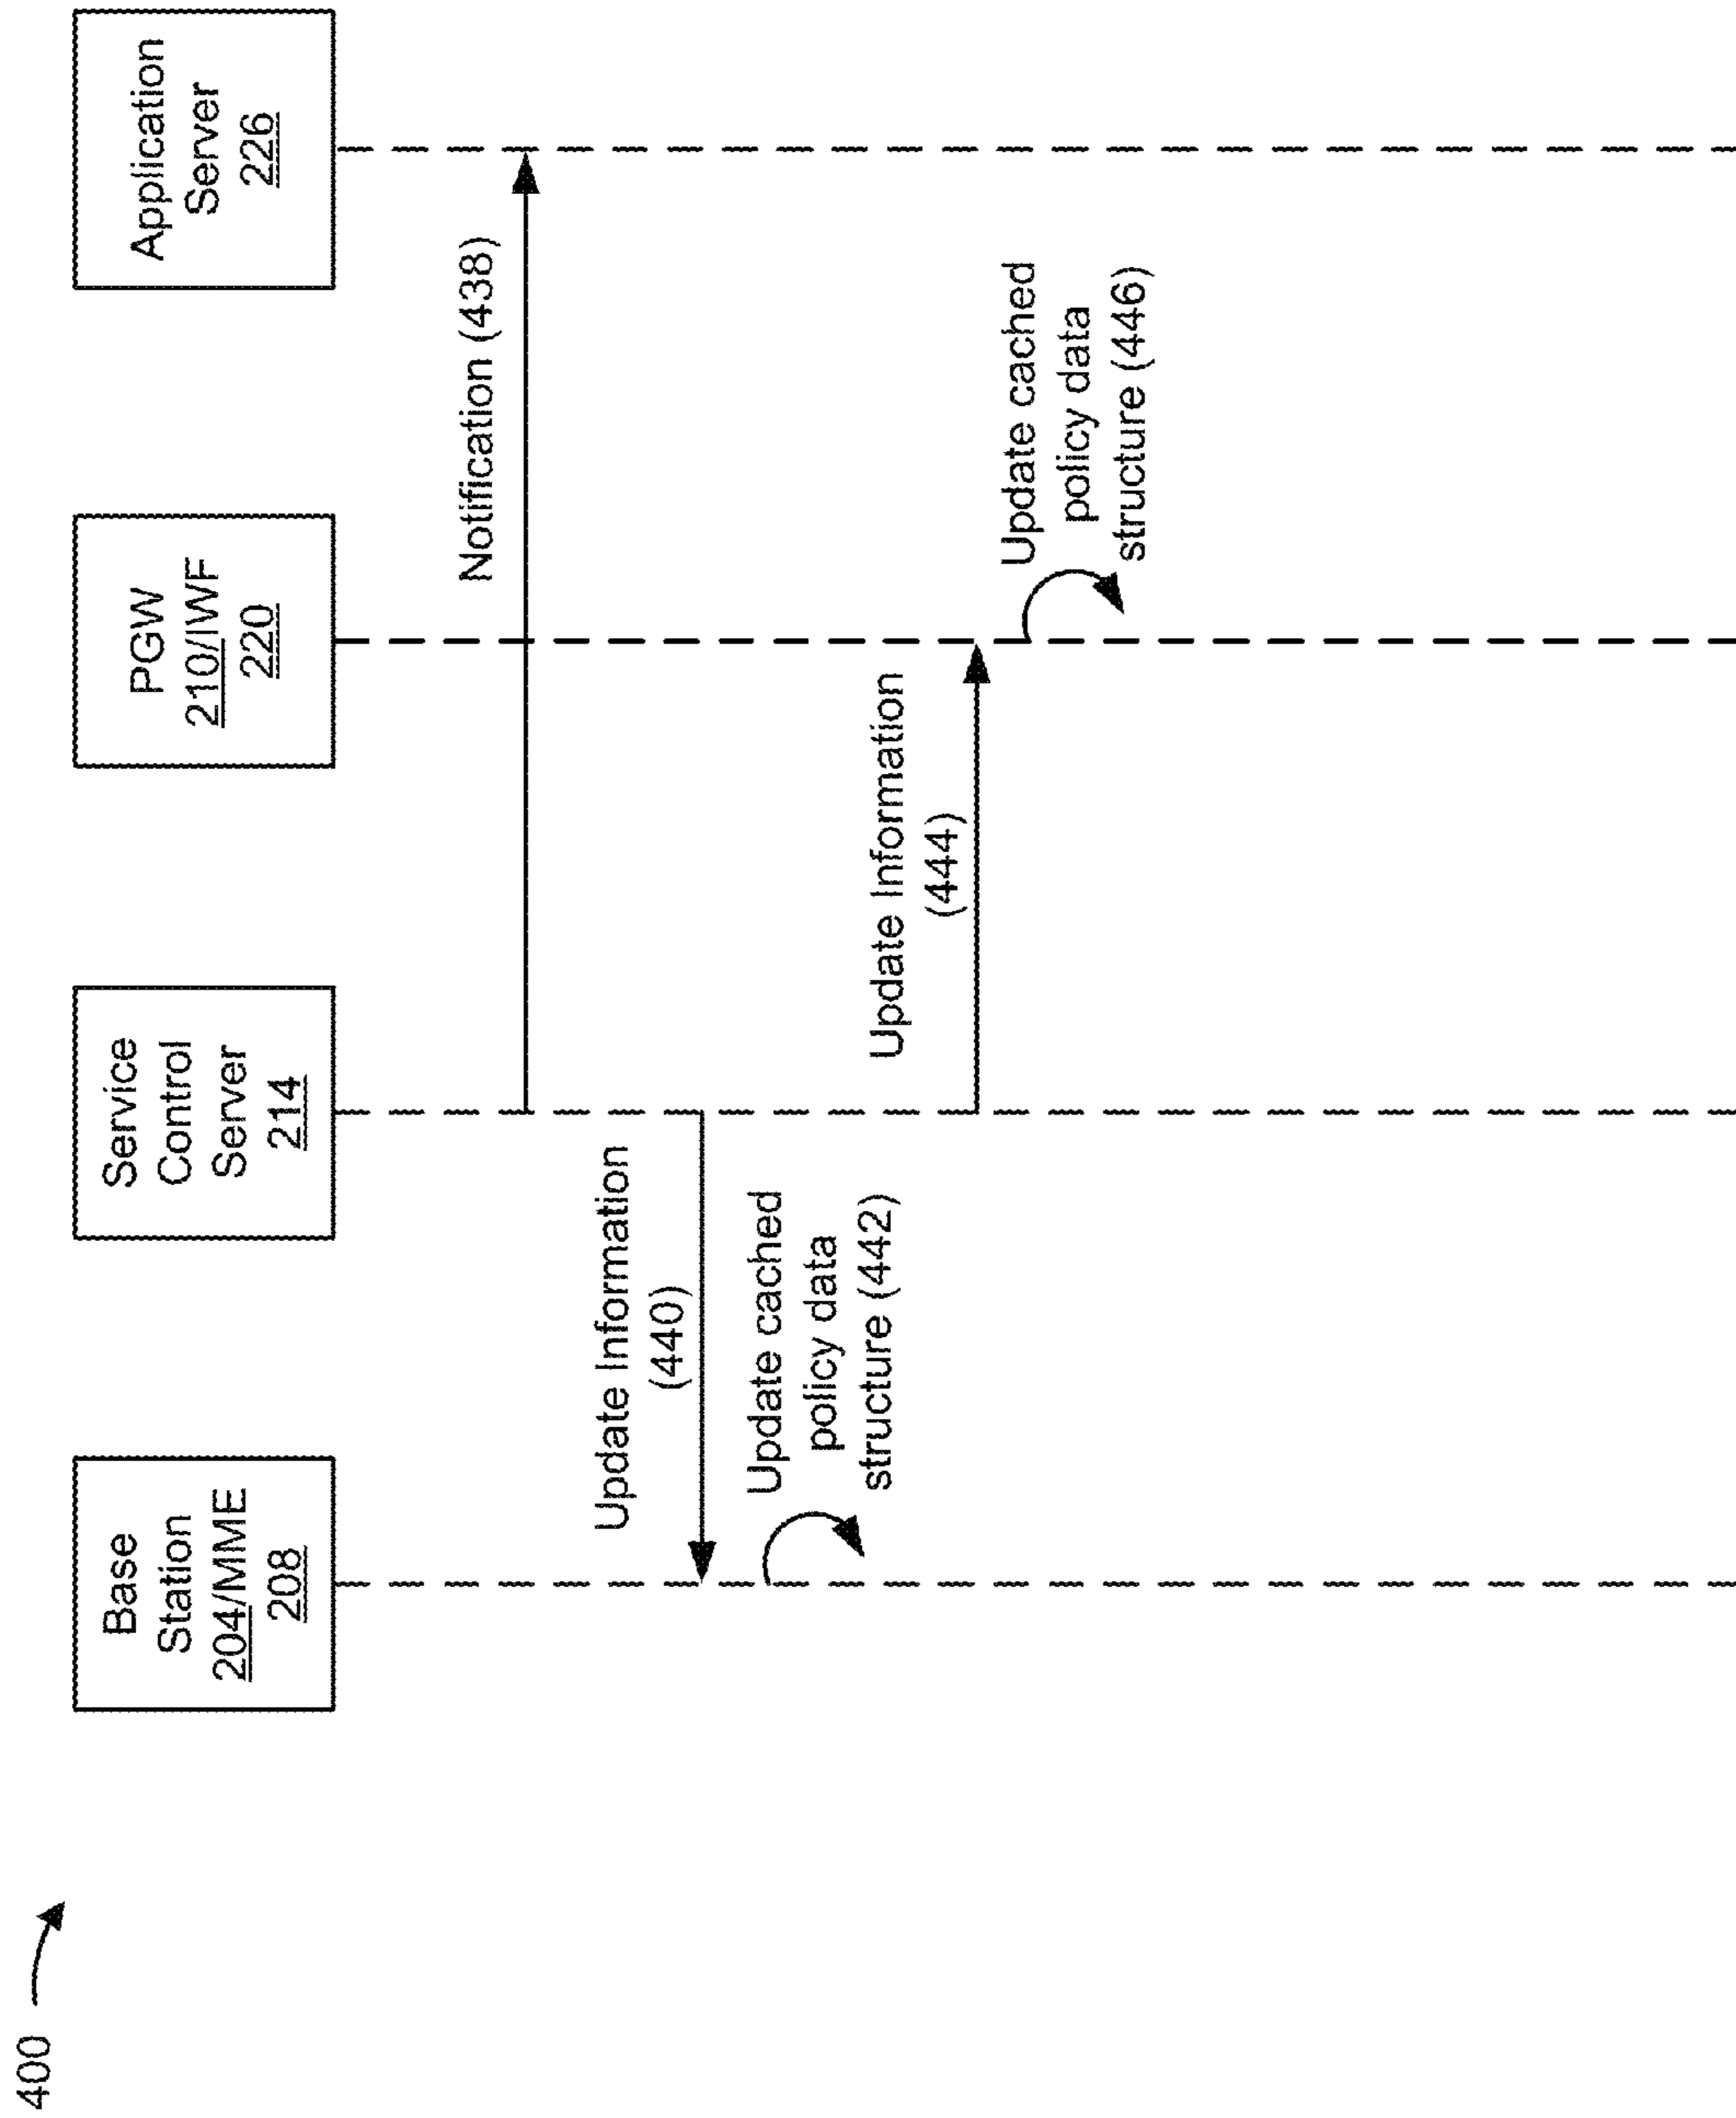 400
Base
Station
204/MME
208
Service
Control
Server
214
PGW
210/IWF
220
Application
Server
226
Notification (438)
Update Information
(440)
Update cached
policy data
structure (442)
Update Information
(444)
Update cached
policy data
structure (446)